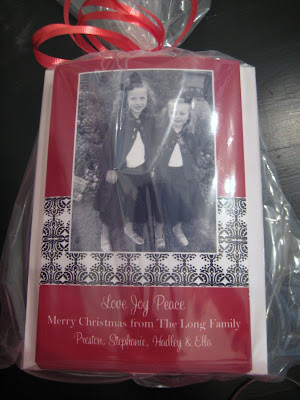 Love Joy Peace
Merry Christmas from The Long Family
Preston, Stephanie, Hadley & Ella